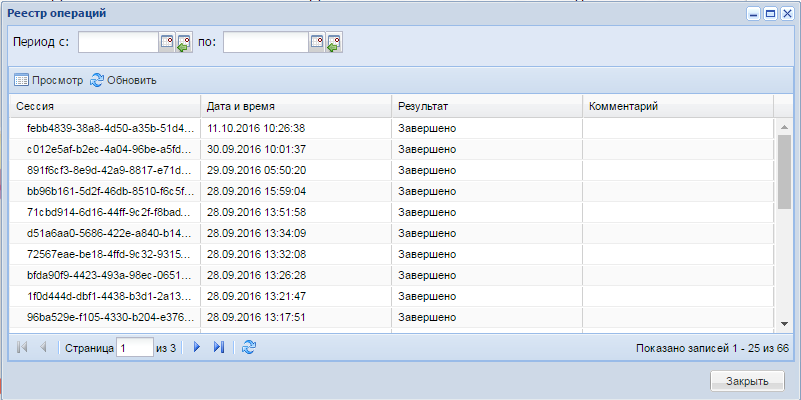 Реестр операций
Период с: по:
Просмотр Обновить
Сессия Дата и время Результат Комментарий
febb4839-38a8-4d50-a35b-51d4... 11.10.2016 10:26:38 Завершено
c012e5af-b2ec-4a04-96be-a5fd... 30.09.2016 10:01:37 Завершено
891f6cf3-8e9d-42a9-8817-e71d... 29.09.2016 05:50:20 Завершено
bb96b161-5d2f-46db-8510-f6c5f... 28.09.2016 15:59:04 Завершено
71cbd914-6d16-44ff-9c2f-f8bad... 28.09.2016 13:51:58 Завершено
d51a6aa0-5686-422e-a840-b14... 28.09.2016 13:34:09 Завершено
72567eae-be18-4ffd-9c32-9315... 28.09.2016 13:32:08 Завершено
bfda90f9-4423-493a-98ec-0651... 28.09.2016 13:26:28 Завершено
1f0d444d-dbf1-4438-b3d1-2a13... 28.09.2016 13:21:47 Завершено
96ba529e-f105-4330-b204-e376... 28.09.2016 13:17:51 Завершено
Страница 1 из 3 Показано записей 1 - 25 из 66
Закрыть